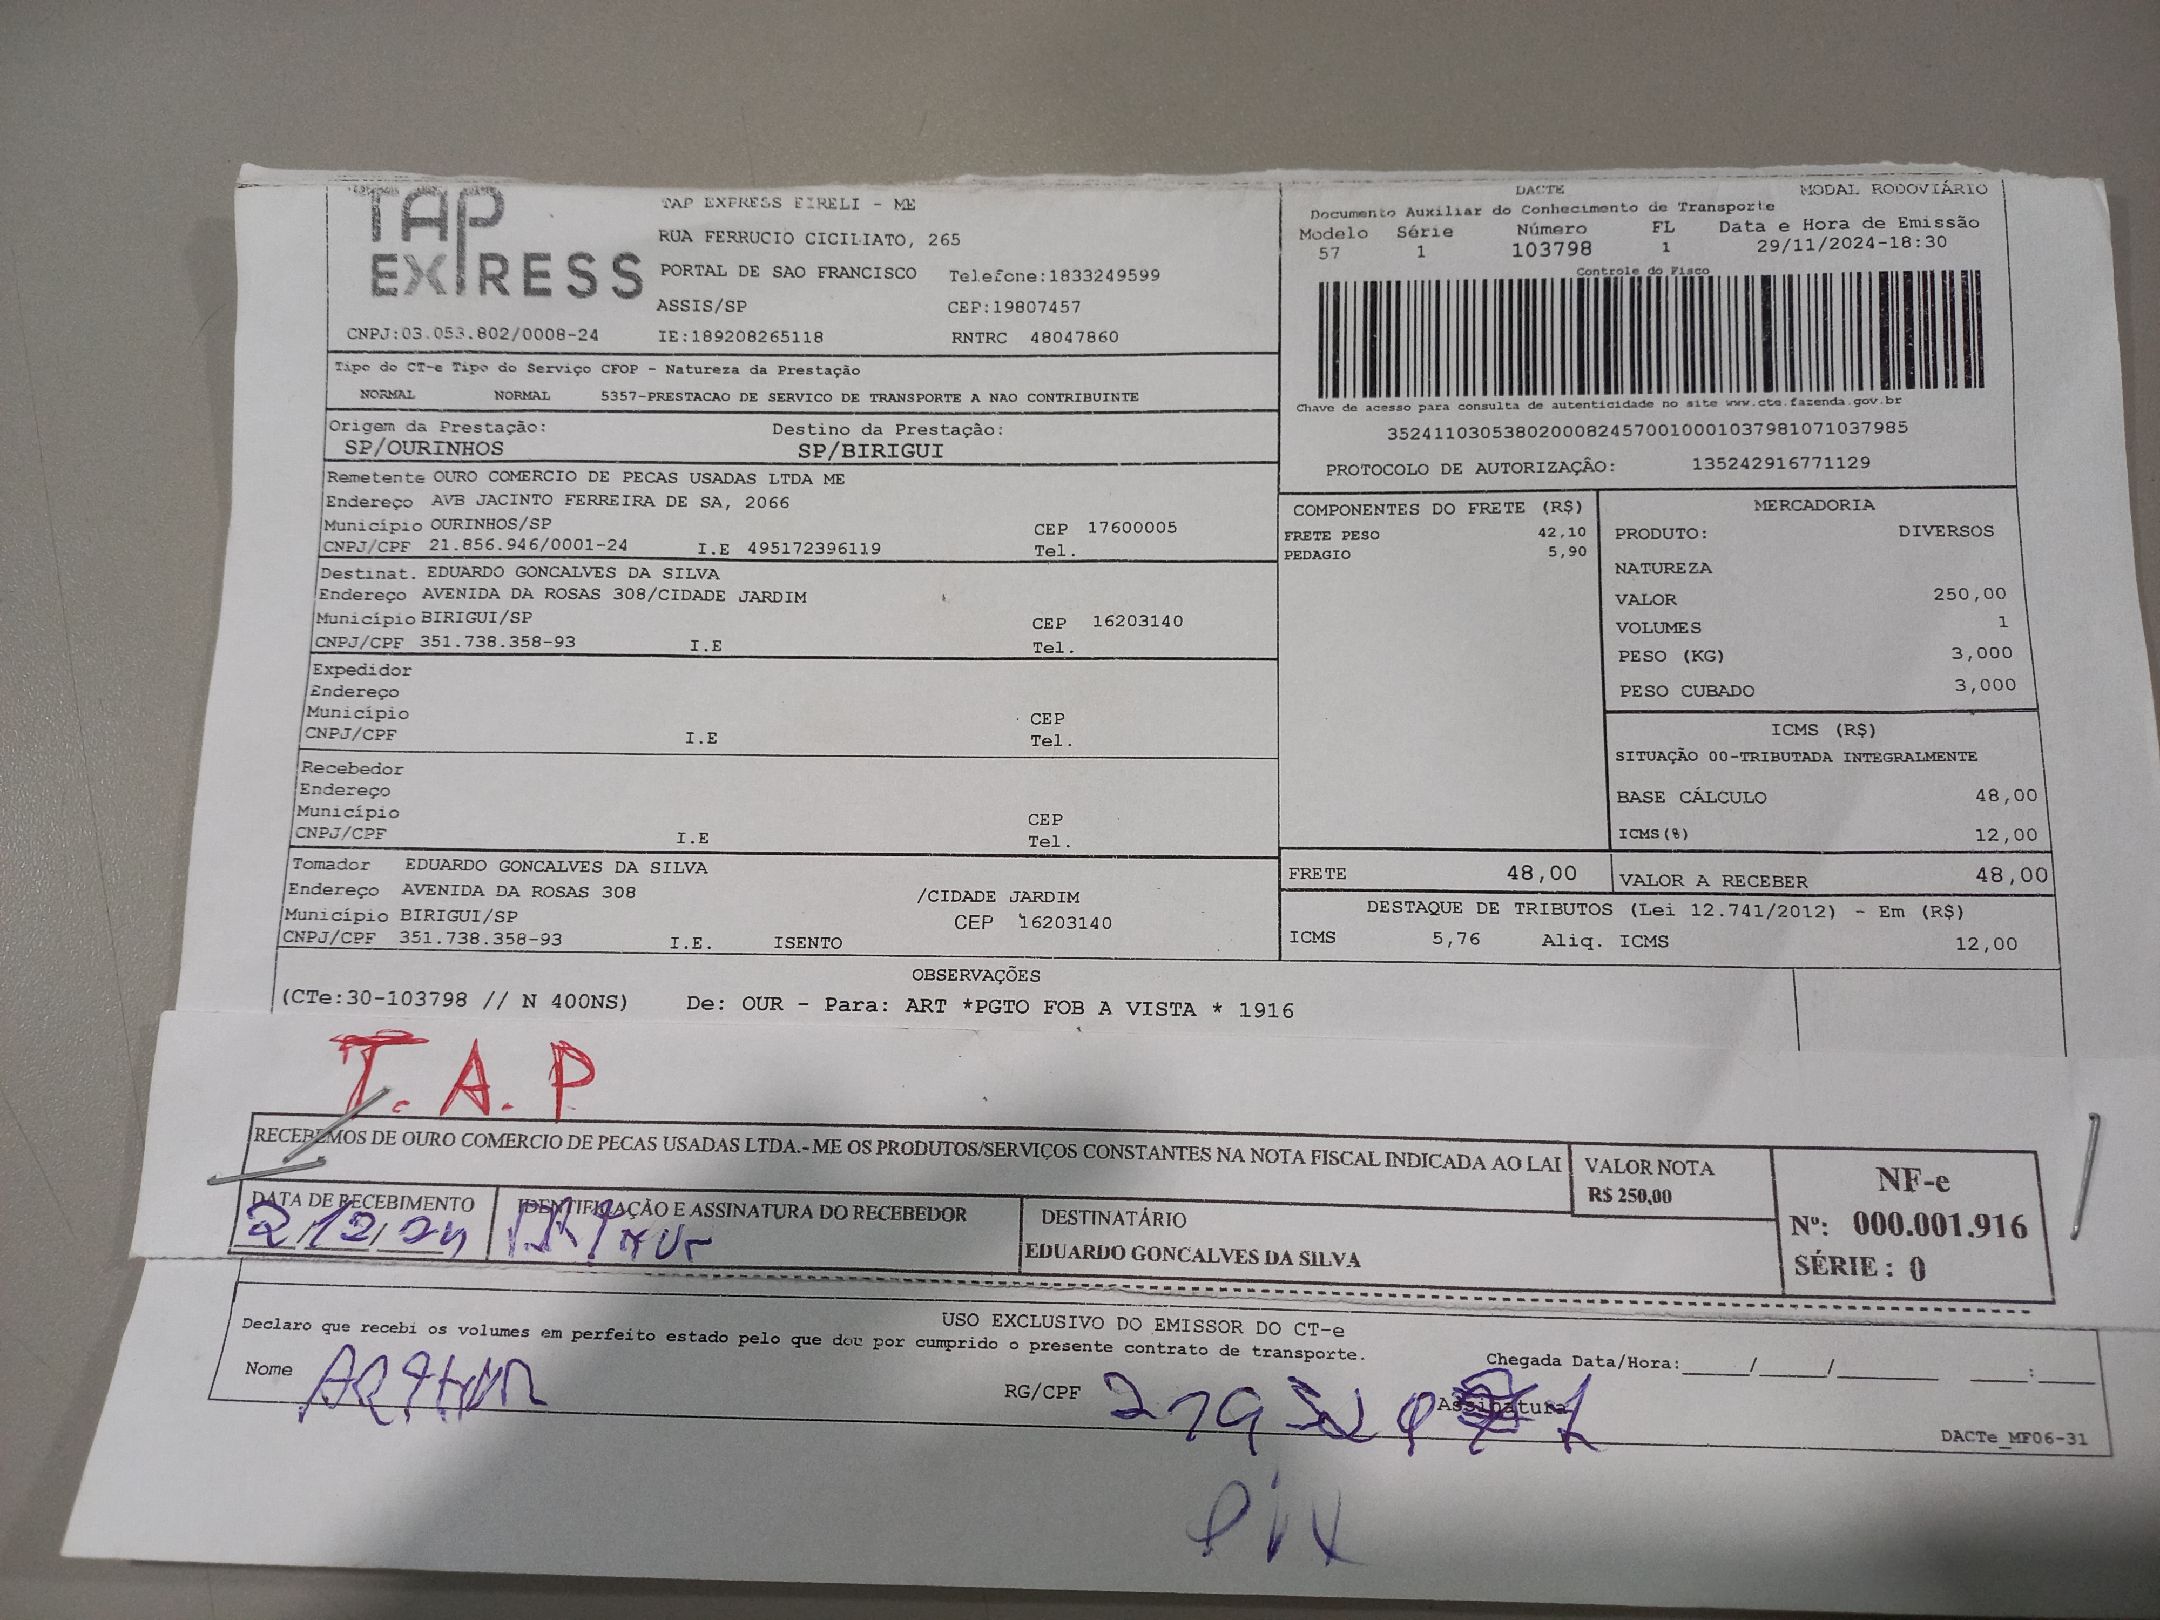 TAP
EXPRESS
TAP EXPRESS EIRELI - ME
RUA FERRUCIO CICILIATO, 265
PORTAL DE SAO FRANCISCO Telefone:1833249599
ASSIS/SP CEP:19807457
CNPJ:03.053.802/0008-24 IE:189208265118 RNTRC 48047860
DACTE MODAL RODOVIÁRIO
Documento Auxiliar do Conhecimento de Transporte
Modelo Série Número FL Data e Hora de Emissão
57 1 103798 1 29/11/2024-18:30
Controle do Fisco
Chave de acesso para consulta de autenticidade no site www.cte.fazenda.gov.br
35241103053802000824570010001037981071037985
PROTOCOLO DE AUTORIZAÇÃO: 135242916771129
Tipo do CT-e Tipo do Serviço CFOP - Natureza da Prestação
NORMAL NORMAL 5357-PRESTACAO DE SERVICO DE TRANSPORTE A NAO CONTRIBUINTE
Origem da Prestação: Destino da Prestação:
SP/OURINHOS SP/BIRIGUI
Remetente OURO COMERCIO DE PECAS USADAS LTDA ME
Endereço AVB JACINTO FERREIRA DE SA, 2066
Município OURINHOS/SP CEP 17600005
CNPJ/CPF 21.856.946/0001-24 I.E 495172396119 Tel.
Destinat. EDUARDO GONCALVES DA SILVA
Endereço AVENIDA DA ROSAS 308/CIDADE JARDIM
Município BIRIGUI/SP CEP 16203140
CNPJ/CPF 351.738.358-93 I.E Tel.
Expedidor
Endereço
Município CEP
CNPJ/CPF I.E Tel.
Recebedor
Endereço
Município CEP
CNPJ/CPF I.E Tel.
Tomador EDUARDO GONCALVES DA SILVA
Endereço AVENIDA DA ROSAS 308 /CIDADE JARDIM
Município BIRIGUI/SP CEP 16203140
CNPJ/CPF 351.738.358-93 I.E. ISENTO
COMPONENTES DO FRETE (R$)
FRETE PESO 42,10
PEDAGIO 5,90
MERCADORIA
PRODUTO: DIVERSOS
NATUREZA
VALOR 250,00
VOLUMES 1
PESO (KG) 3,000
PESO CUBADO 3,000
ICMS (R$)
SITUAÇÃO 00-TRIBUTADA INTEGRALMENTE
BASE CÁLCULO 48,00
ICMS(%) 12,00
FRETE 48,00 VALOR A RECEBER 48,00
DESTAQUE DE TRIBUTOS (Lei 12.741/2012) - Em (R$)
ICMS 5,76 Aliq. ICMS 12,00
OBSERVAÇÕES
(CTe:30-103798 // N 400NS) De: OUR - Para: ART *PGTO FOB A VISTA * 1916
T.A.P
RECEBEMOS DE OURO COMERCIO DE PECAS USADAS LTDA.- ME OS PRODUTOS/SERVIÇOS CONSTANTES NA NOTA FISCAL INDICADA AO LAI
VALOR NOTA
R$ 250,00
NF-e
Nº: 000.001.916
SÉRIE : 0
DATA DE RECEBIMENTO IDENTIFICAÇÃO E ASSINATURA DO RECEBEDOR DESTINATÁRIO
2/12/24 EDUARDO GONCALVES DA SILVA
USO EXCLUSIVO DO EMISSOR DO CT-e
Declaro que recebi os volumes em perfeito estado pelo que dou por cumprido o presente contrato de transporte.
Chegada Data/Hora:____/____/______ ___:___
Nome ARTHUR RG/CPF Assinatura
DACTe_MF06-31
Pix